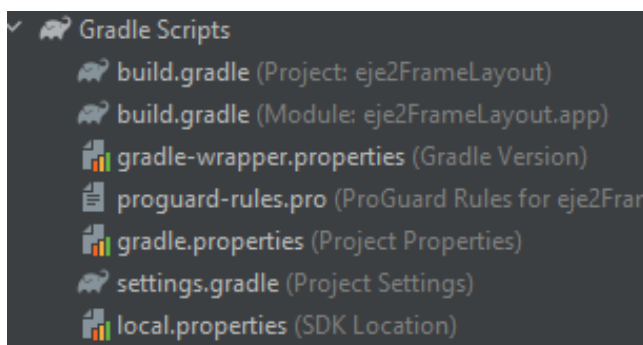 Gradle Scripts
build.gradle (Project: eje2FrameLayout)
build.gradle (Module: eje2FrameLayout.app)
gradle-wrapper.properties (Gradle Version)
proguard-rules.pro (ProGuard Rules for eje2Fra
gradle.properties (Project Properties)
settings.gradle (Project Settings)
local.properties (SDK Location)